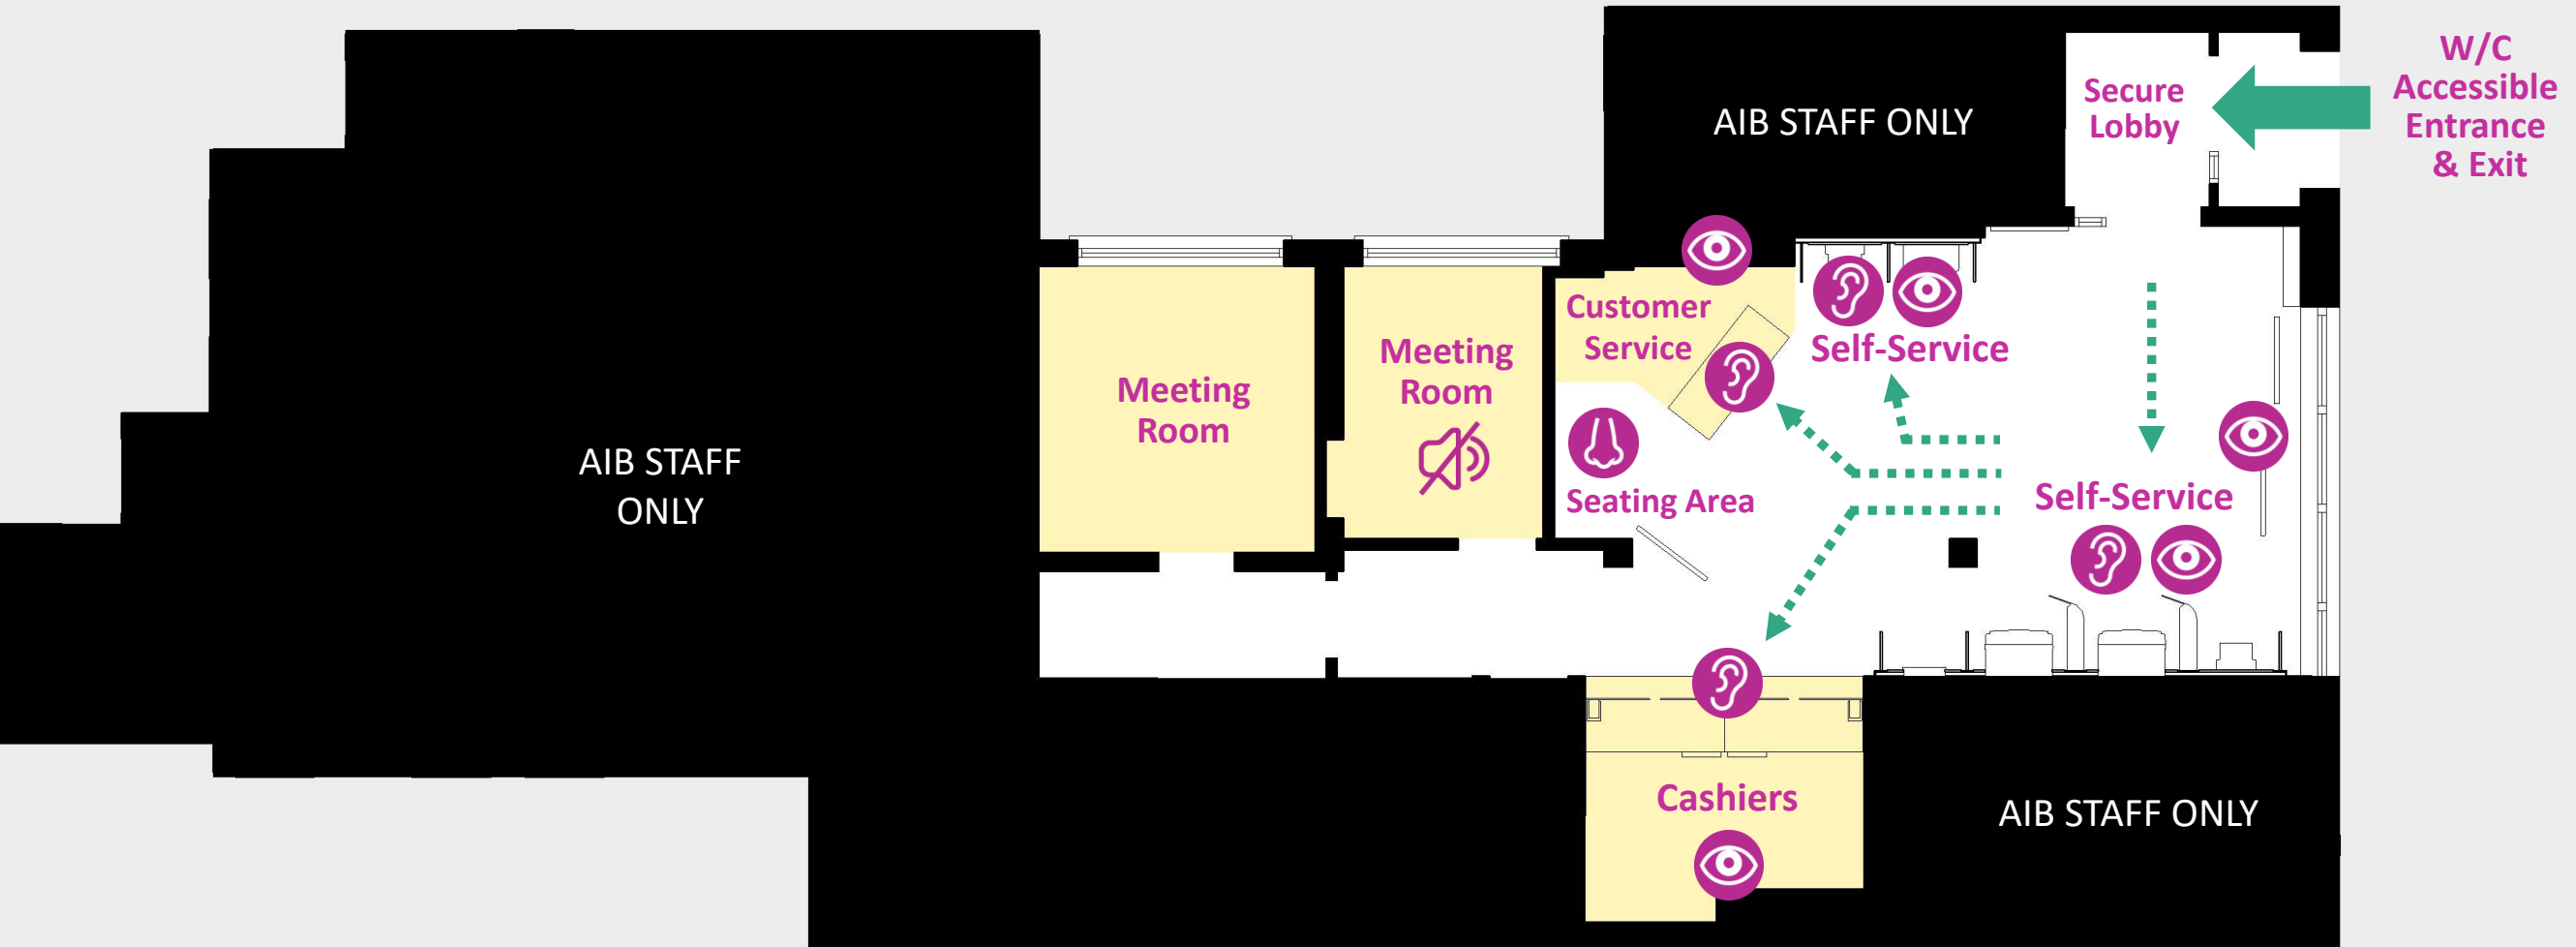 W/C
Accessible
Entrance
& Exit
Secure
Lobby
AIB STAFF ONLY
Customer
Service
Self-Service
Meeting
Room
Meeting
Room
AIB STAFF
ONLY
Seating Area
Self-Service
Cashiers
AIB STAFF ONLY